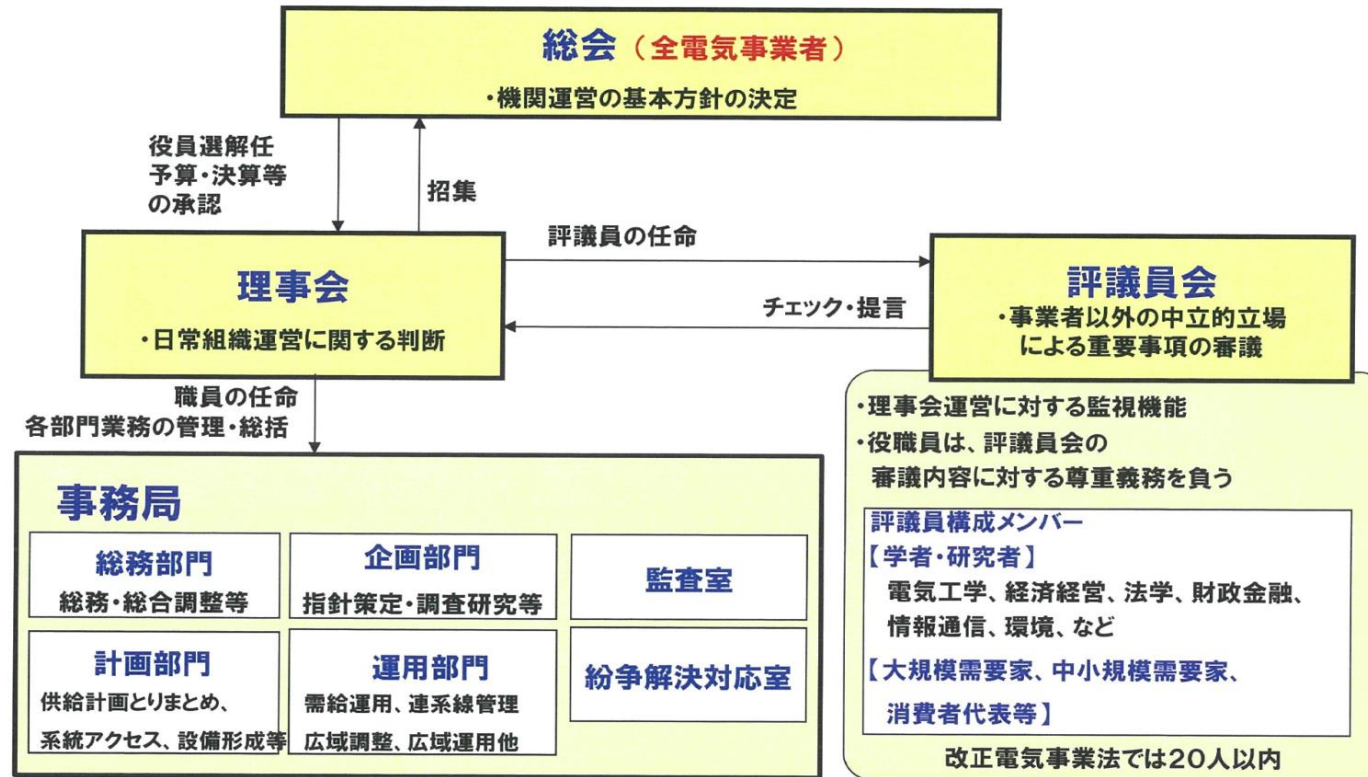 総会（全電気事業者）
・機関運営の基本方針の決定
役員選解任
予算・決算等
の承認
招集
理事会
・日常組織運営に関する判断
評議員の任命
チェック・提言
評議員会
・事業者以外の中立的立場
による重要事項の審議
・理事会運営に対する監視機能
・役職員は、評議員会の
審議内容に対する尊重義務を負う
評議員構成メンバー
【学者・研究者】
電気工学、経済経営、法学、財政金融、
情報通信、環境、など
【大規模需要家、中小規模需要家、
消費者代表等】
改正電気事業法では20人以内
職員の任命
各部門業務の管理・総括
事務局
総務部門
総務・総合調整等
企画部門
指針策定・調査研究等
監査室
計画部門
供給計画とりまとめ、
系統アクセス、設備形成等
運用部門
需給運用、連系線管理
広域調整、広域運用他
紛争解決対応室